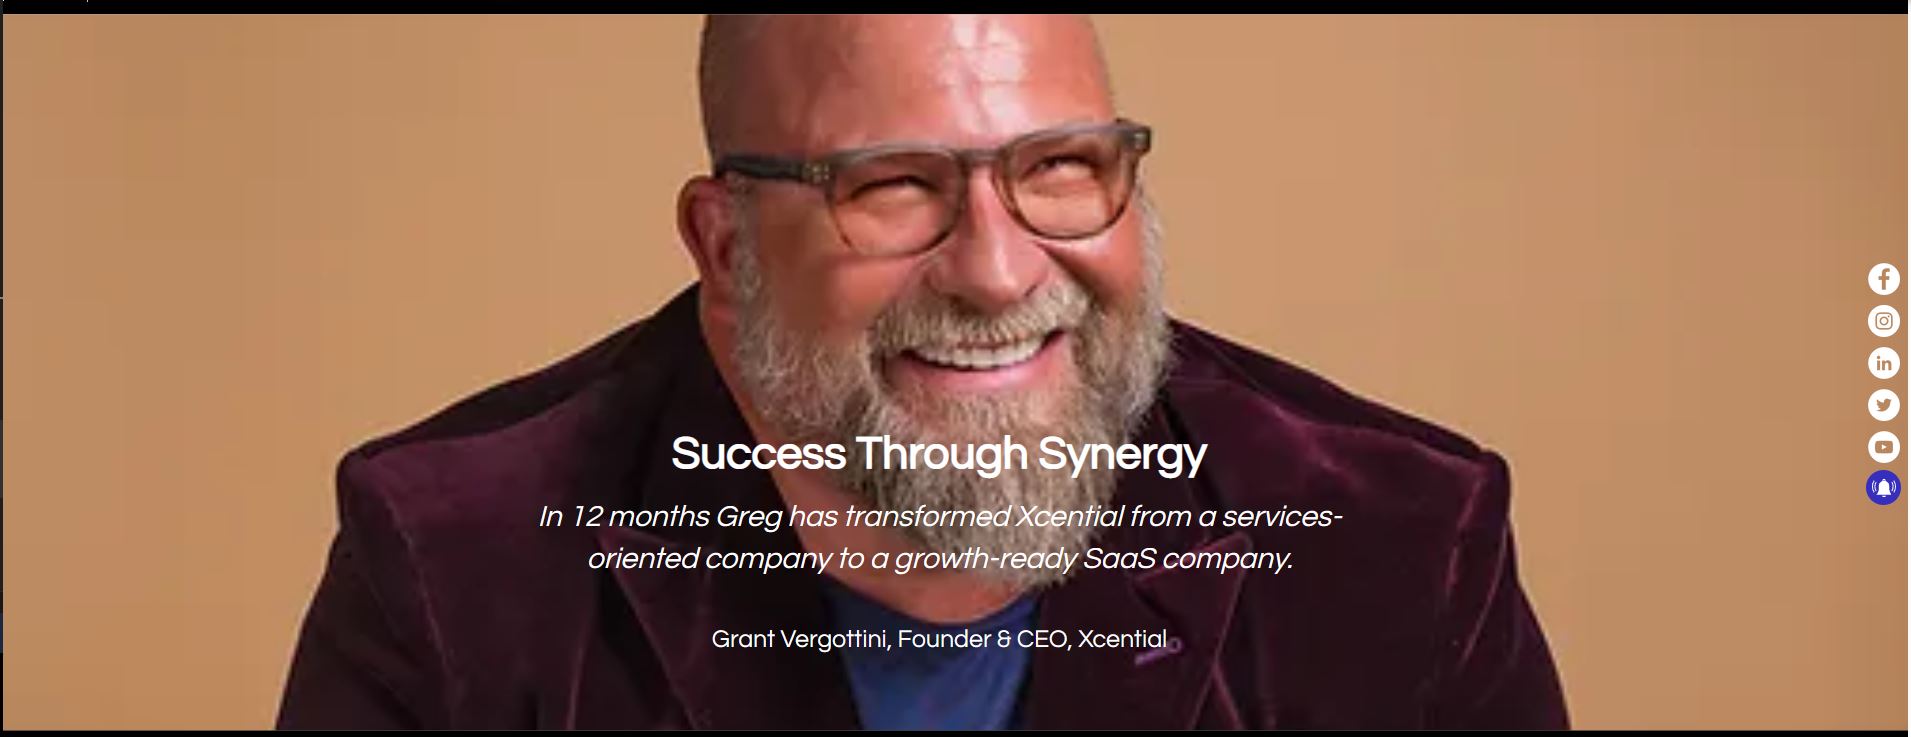 Success Through Synergy
In 12 months Greg has transformed Xcential from a services-
oriented company to a growth-ready SaaS company.
Grant Vergottini, Founder & CEO, Xcential